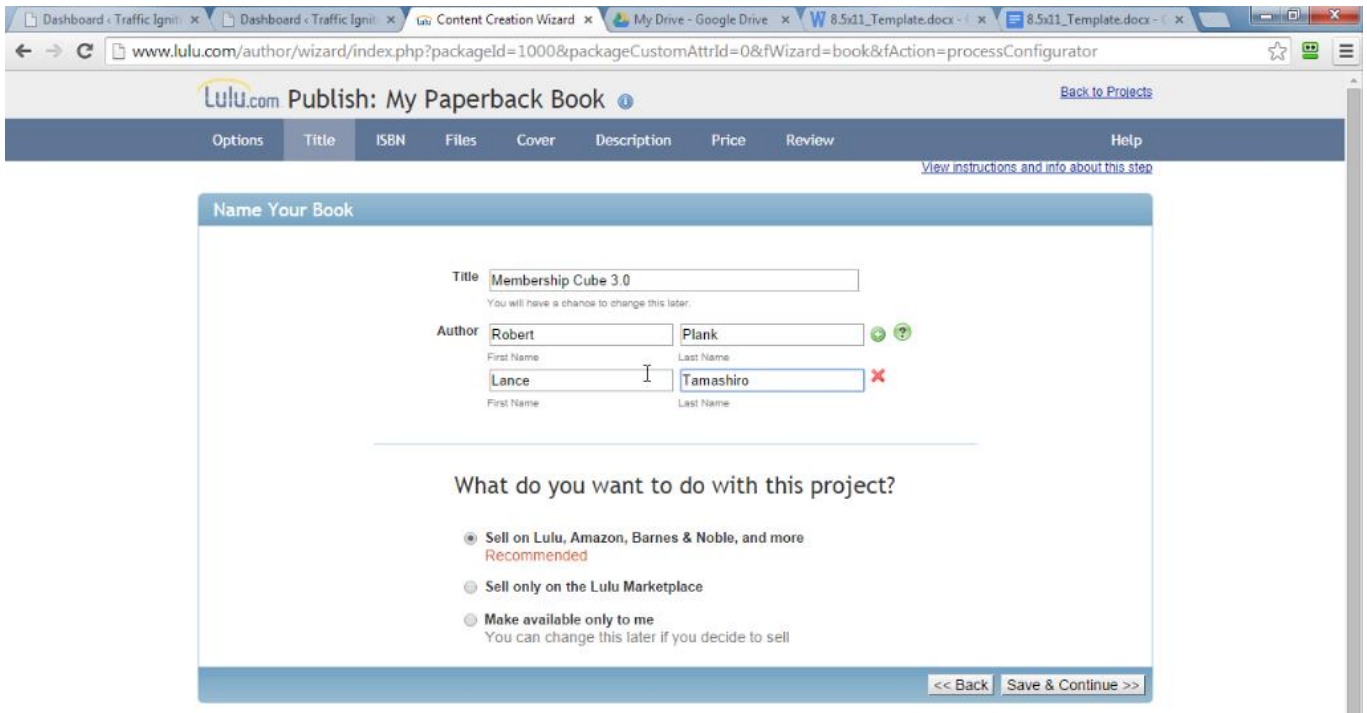 Dashboard ‹ Traffic Igniti
Dashboard ‹ Traffic Ignit
Content Creation Wizard
My Drive - Google Drive
8.5x11_Template.docx -
8.5x11_Template.docx -
www.lulu.com/author/wizard/index.php?packageId=1000&packageCustomAttrId=0&fWizard=book&fAction=processConfigurator
Lulu.com Publish: My Paperback Book
Back to Projects
Options Title ISBN Files Cover Description Price Review Help
View instructions and info about this step
Name Your Book
Title Membership Cube 3.0
You will have a chance to change this later.
Author Robert Plank
First Name Last Name
Lance Tamashiro
First Name Last Name
What do you want to do with this project?
Sell on Lulu, Amazon, Barnes & Noble, and more
Recommended
Sell only on the Lulu Marketplace
Make available only to me
You can change this later if you decide to sell
<< Back Save & Continue >>